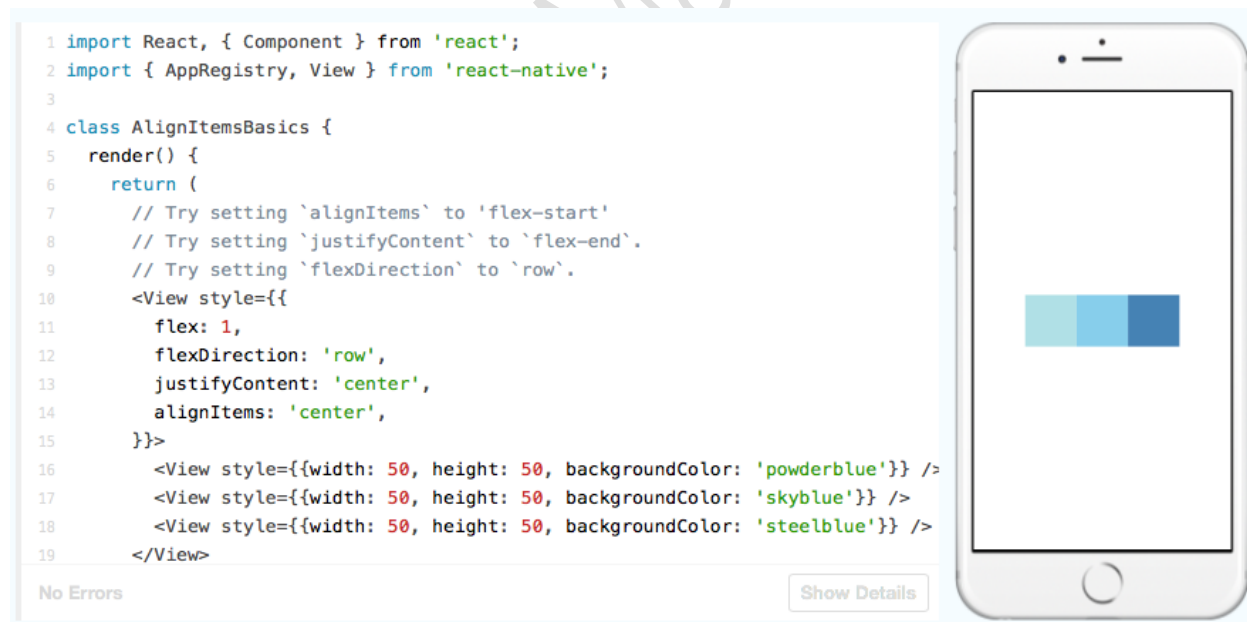 1 import React, { Component } from 'react';
2 import { AppRegistry, View } from 'react-native';
3
4 class AlignItemsBasics {
5   render() {
6     return (
7       // Try setting `alignItems` to 'flex-start'
8       // Try setting `justifyContent` to `flex-end`.
9       // Try setting `flexDirection` to `row`.
10       <View style={{
11         flex: 1,
12         flexDirection: 'row',
13         justifyContent: 'center',
14         alignItems: 'center',
15       }}>
16         <View style={{width: 50, height: 50, backgroundColor: 'powderblue'}} />
17         <View style={{width: 50, height: 50, backgroundColor: 'skyblue'}} />
18         <View style={{width: 50, height: 50, backgroundColor: 'steelblue'}} />
19       </View>
No Errors
Show Details